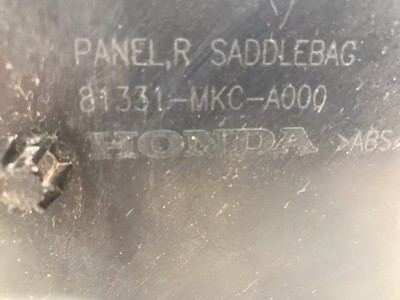 PANEL,R SADDLEBAG
81331-MKC-A000
HONDA >ABS